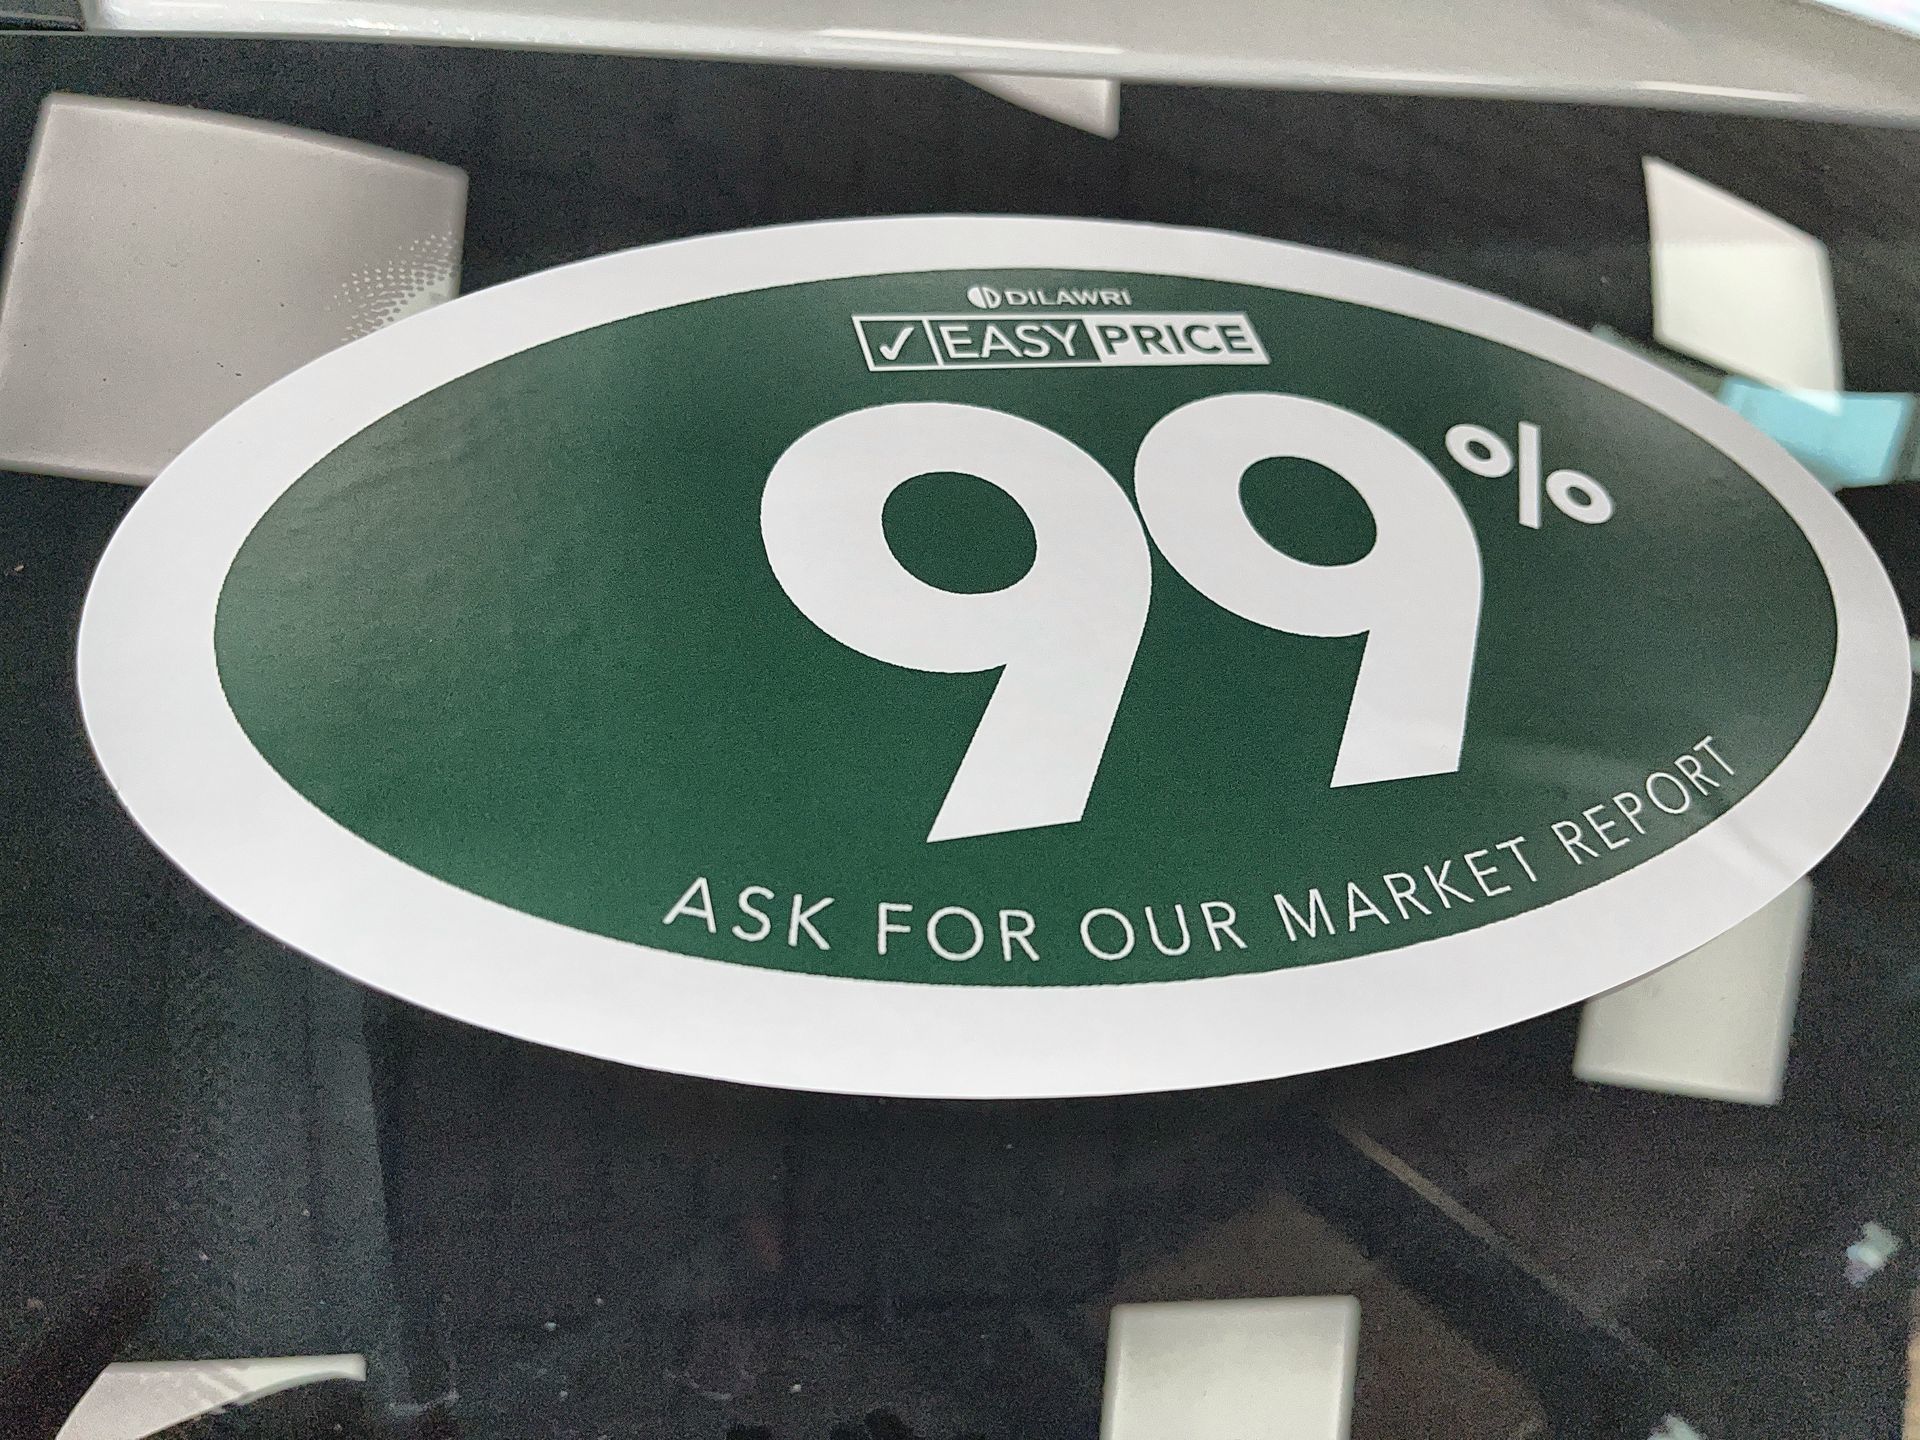 DILAWRI
✓ EASY PRICE
99%
ASK FOR OUR MARKET REPORT